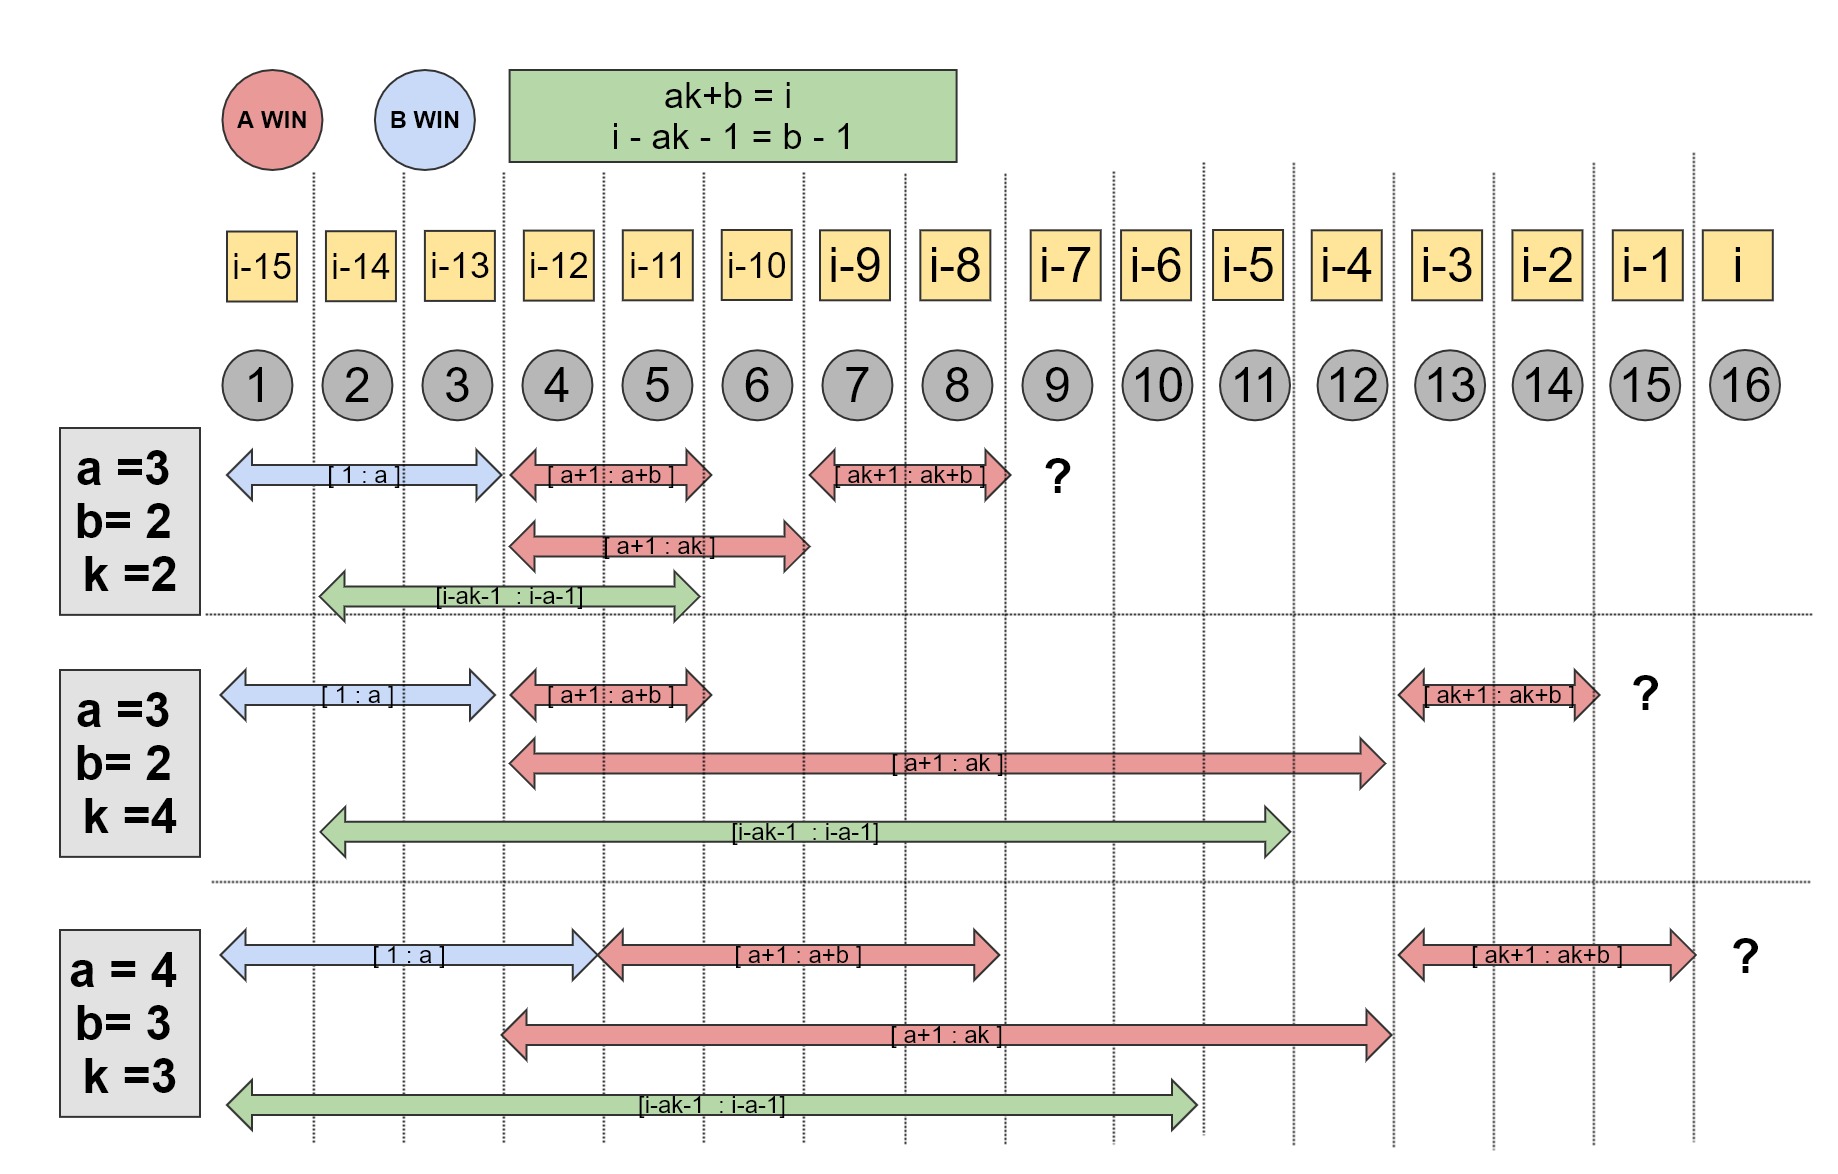 A WIN
B WIN
ak+b = i
i - ak - 1 = b - 1
i-15 i-14 i-13 i-12 i-11 i-10 i-9 i-8 i-7 i-6 i-5 i-4 i-3 i-2 i-1 i
1 2 3 4 5 6 7 8 9 10 11 12 13 14 15 16
a =3
b= 2
k =2
[ 1 : a ] [ a+1 : a+b ] [ ak+1 : ak+b ] ?
[ a+1 : ak ]
[i-ak-1 : i-a-1]
a =3
b= 2
k =4
[ 1 : a ] [ a+1 : a+b ] [ ak+1 : ak+b ] ?
[ a+1 : ak ]
[i-ak-1 : i-a-1]
a = 4
b= 3
k =3
[ 1 : a ] [ a+1 : a+b ] [ ak+1 : ak+b ] ?
[ a+1 : ak ]
[i-ak-1 : i-a-1]